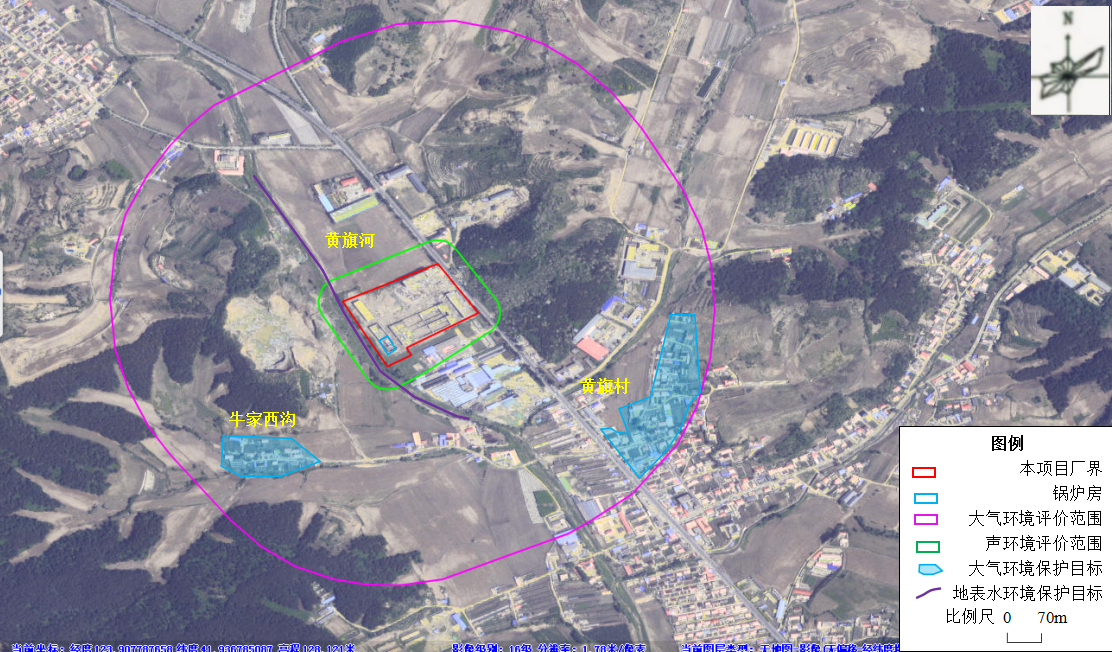 N
黄旗河
黄旗村
牛家西沟
图例
本项目厂界
锅炉房
大气环境评价范围
声环境评价范围
大气环境保护目标
地表水环境保护目标
比例尺 0 70m